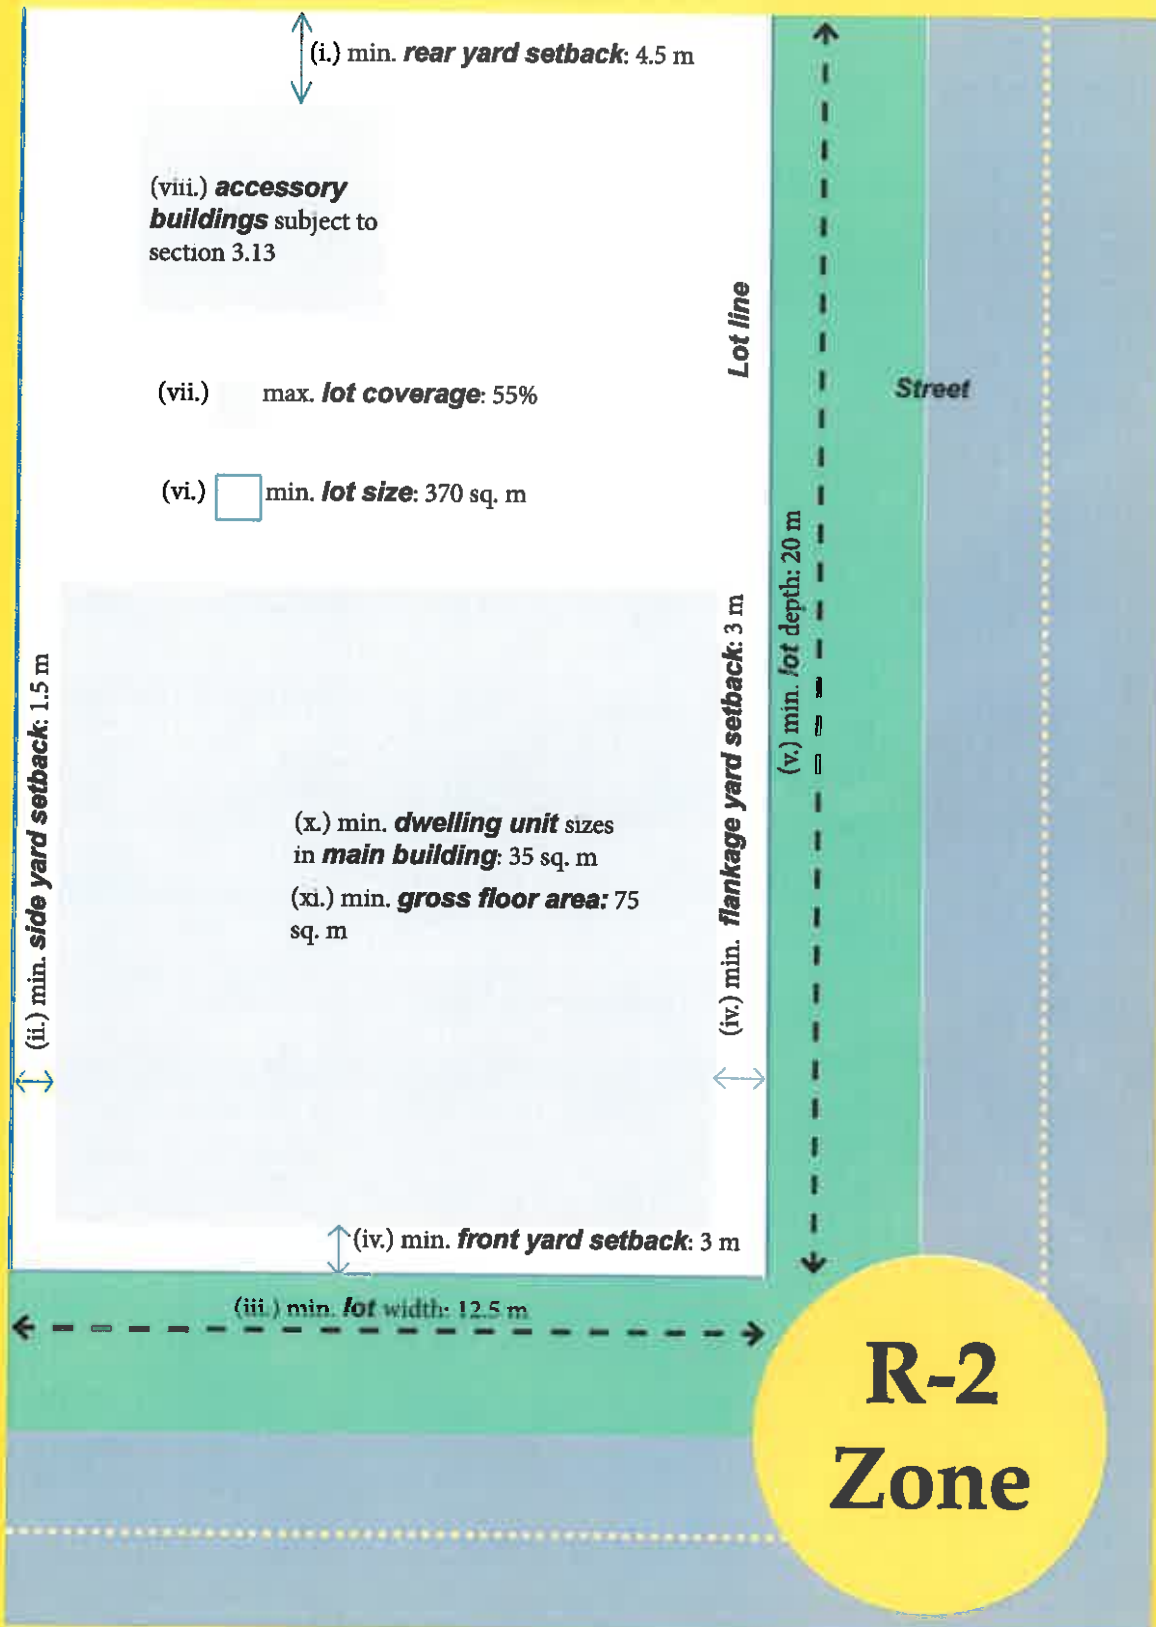 (i.) min. rear yard setback: 4.5 m
(viii.) accessory
buildings subject to
section 3.13
Lot line
(vii.) max. lot coverage: 55%
Street
(vi.) min. lot size: 370 sq. m
(v.) min. lot depth: 20 m
(ii.) min. side yard setback: 1.5 m
(iv.) min. flankage yard setback: 3 m
(x.) min. dwelling unit sizes
in main building: 35 sq. m
(xi.) min. gross floor area: 75
sq. m
(iv.) min. front yard setback: 3 m
(iii.) min. lot width: 12.5 m
R-2
Zone